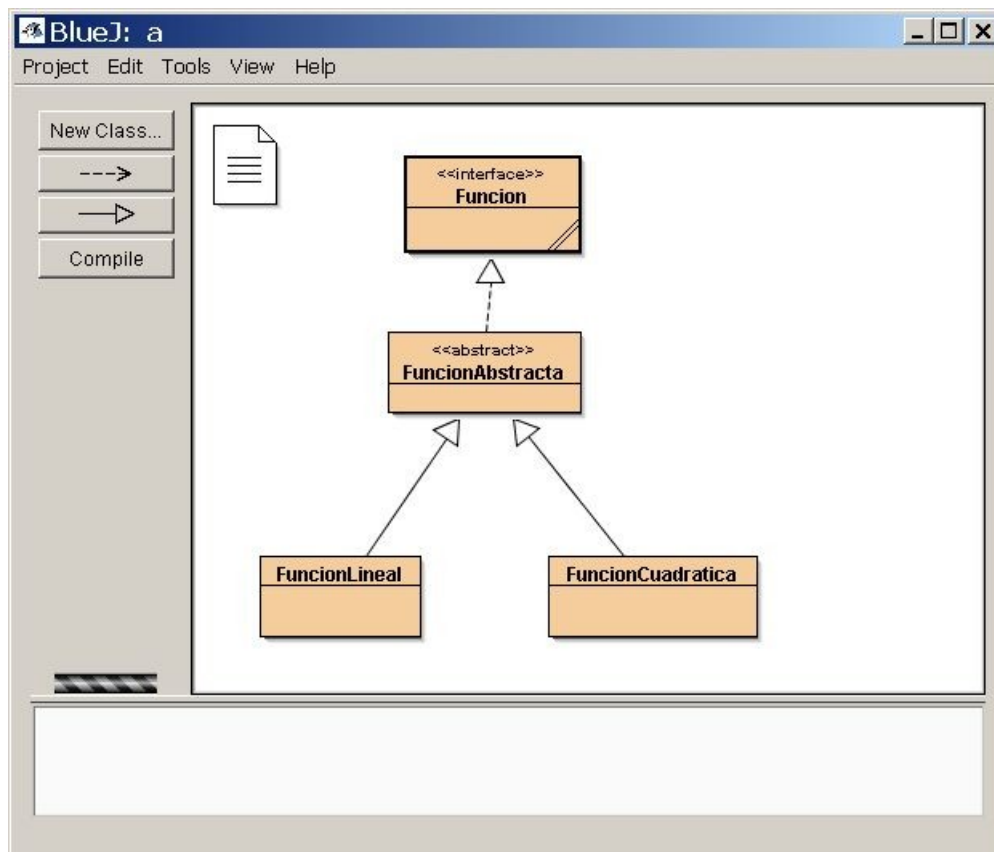 BlueJ: a
Project Edit Tools View Help
New Class...
Compile
<<interface>>
Funcion
<<abstract>>
FuncionAbstracta
FuncionLineal
FuncionCuadratica